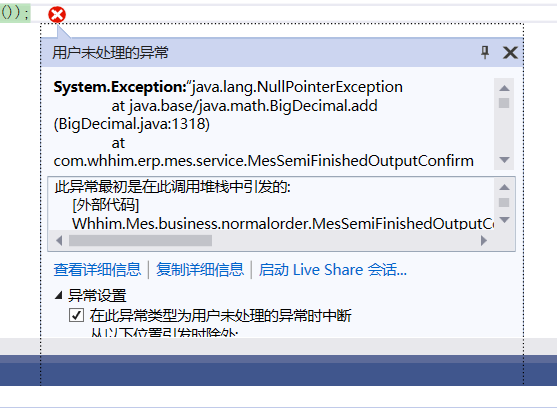 ());
用户未处理的异常
System.Exception:“java.lang.NullPointerException
at java.base/java.math.BigDecimal.add
(BigDecimal.java:1318)
at
com.whhim.erp.mes.service.MesSemiFinishedOutputConfirm
此异常最初是在此调用堆栈中引发的:
[外部代码]
Whhim.Mes.business.normalorder.MesSemiFinishedOutputCo
查看详细信息 | 复制详细信息 | 启动 Live Share 会话...
异常设置
在此异常类型为用户未处理的异常时中断
从以下位置引发时除外: